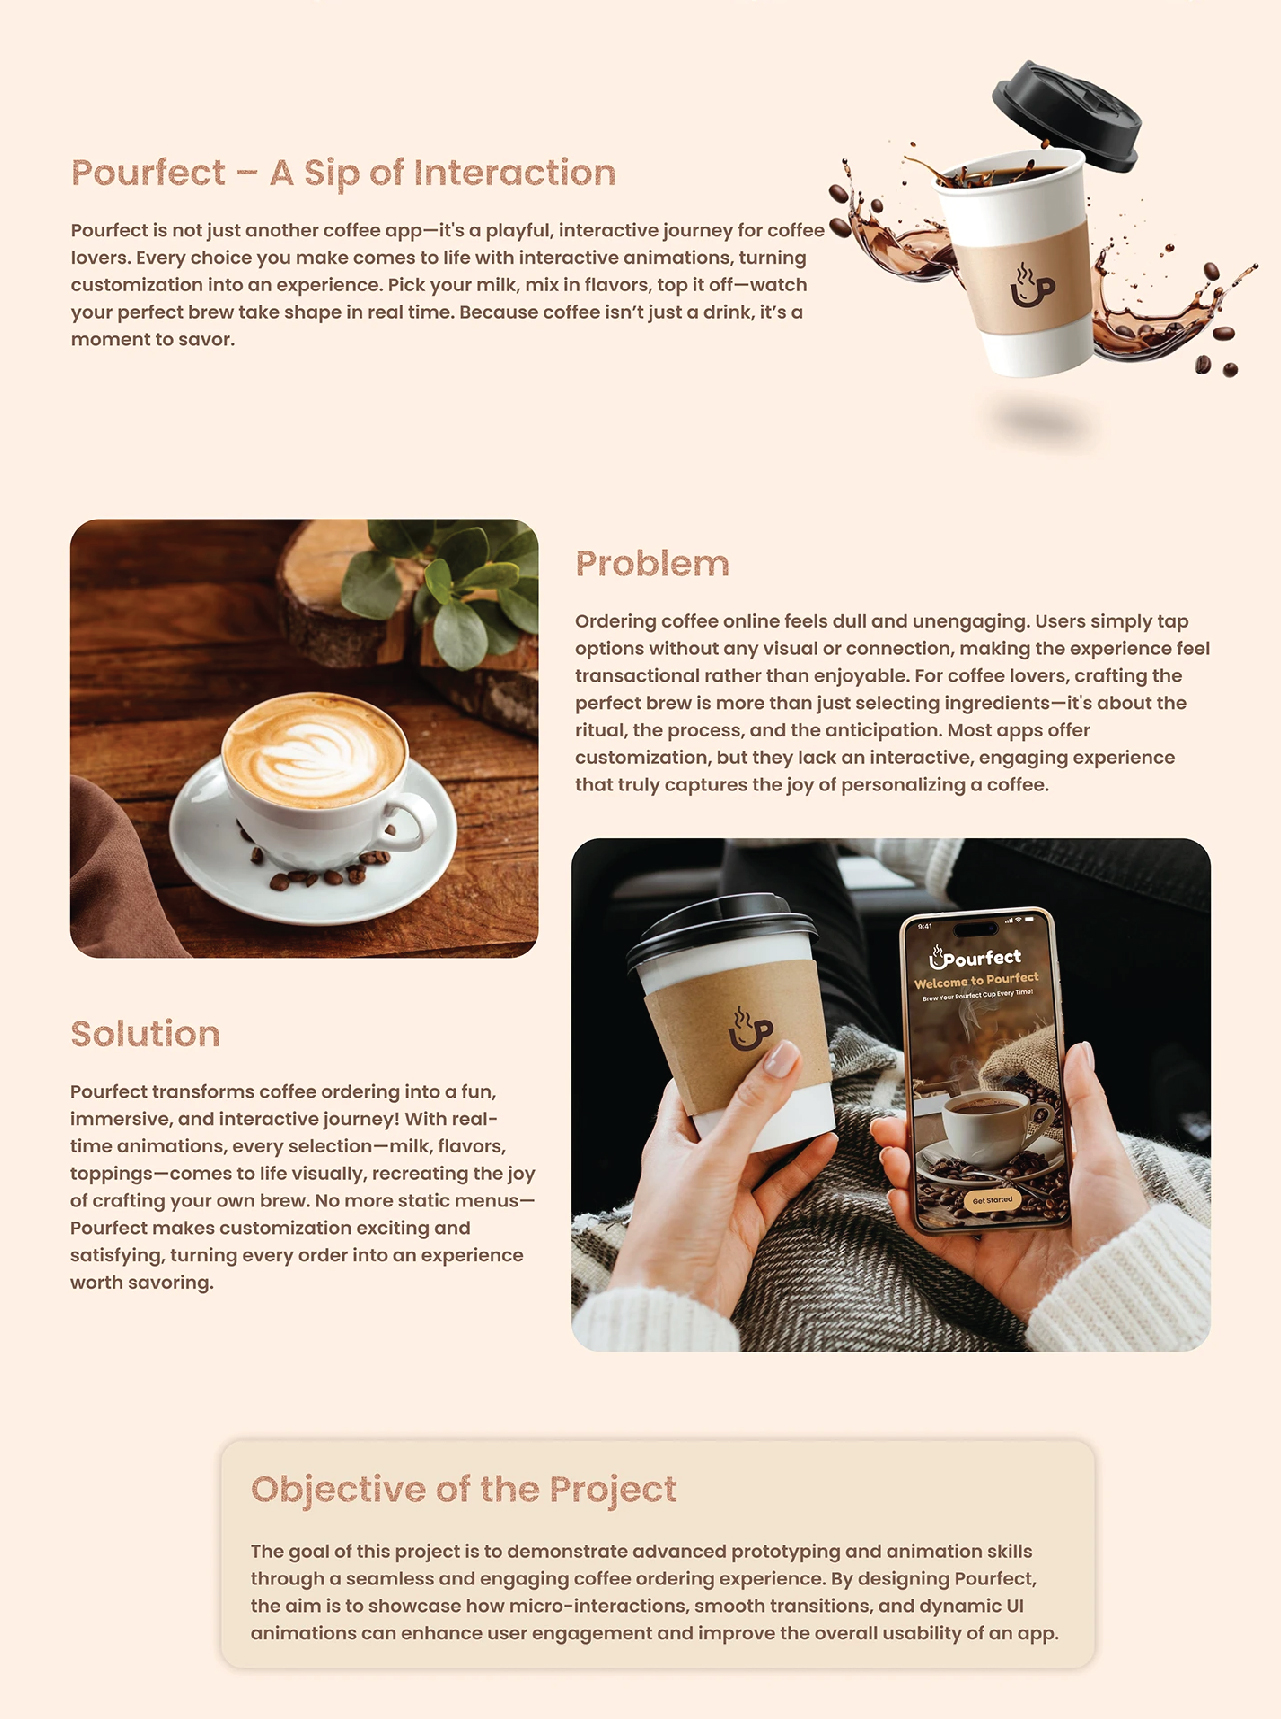 Pourfect – A Sip of Interaction
Pourfect is not just another coffee app—it's a playful, interactive journey for coffee
lovers. Every choice you make comes to life with interactive animations, turning
customization into an experience. Pick your milk, mix in flavors, top it off—watch
your perfect brew take shape in real time. Because coffee isn’t just a drink, it’s a
moment to savor.
UP
Problem
Ordering coffee online feels dull and unengaging. Users simply tap
options without any visual or connection, making the experience feel
transactional rather than enjoyable. For coffee lovers, crafting the
perfect brew is more than just selecting ingredients—it's about the
ritual, the process, and the anticipation. Most apps offer
customization, but they lack an interactive, engaging experience
that truly captures the joy of personalizing a coffee.
Solution
Pourfect transforms coffee ordering into a fun,
immersive, and interactive journey! With real-
time animations, every selection—milk, flavors,
toppings—comes to life visually, recreating the joy
of crafting your own brew. No more static menus—
Pourfect makes customization exciting and
satisfying, turning every order into an experience
worth savoring.
UP
9:41
Pourfect
Welcome to Pourfect
Brew Your Pourfect Cup Every Time!
Get Started
Objective of the Project
The goal of this project is to demonstrate advanced prototyping and animation skills
through a seamless and engaging coffee ordering experience. By designing Pourfect,
the aim is to showcase how micro-interactions, smooth transitions, and dynamic UI
animations can enhance user engagement and improve the overall usability of an app.